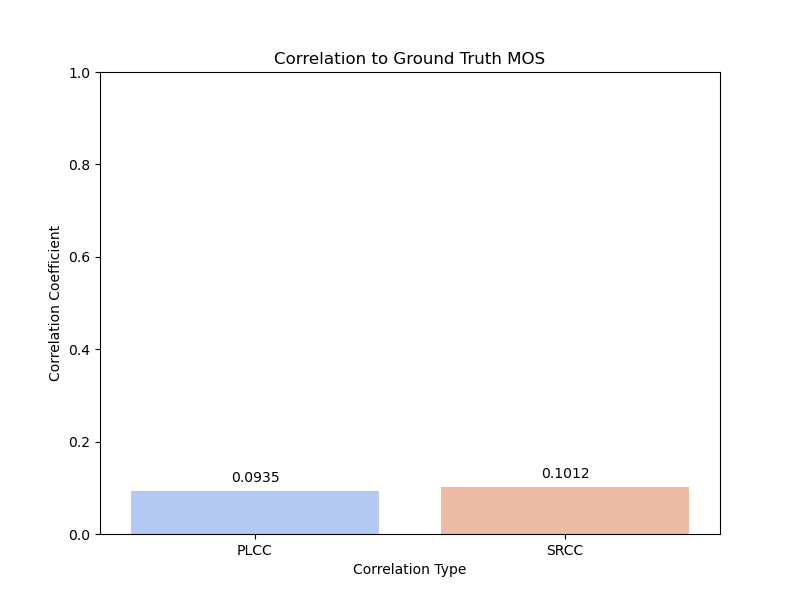 Correlation to Ground Truth MOS
Correlation Coefficient
1.0
0.8
0.6
0.4
0.2
0.0
0.0935
0.1012
PLCC
SRCC
Correlation Type